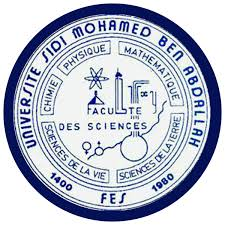 UNIVERSITE SIDI MOHAMED BEN ABDALLAH
CHIMIE
PHYSIQUE
MATHEMATIQUE
FACULTE
DES SCIENCES
SCIENCES DE LA VIE
SCIENCES DE LA TERRE
1400
FES
1980